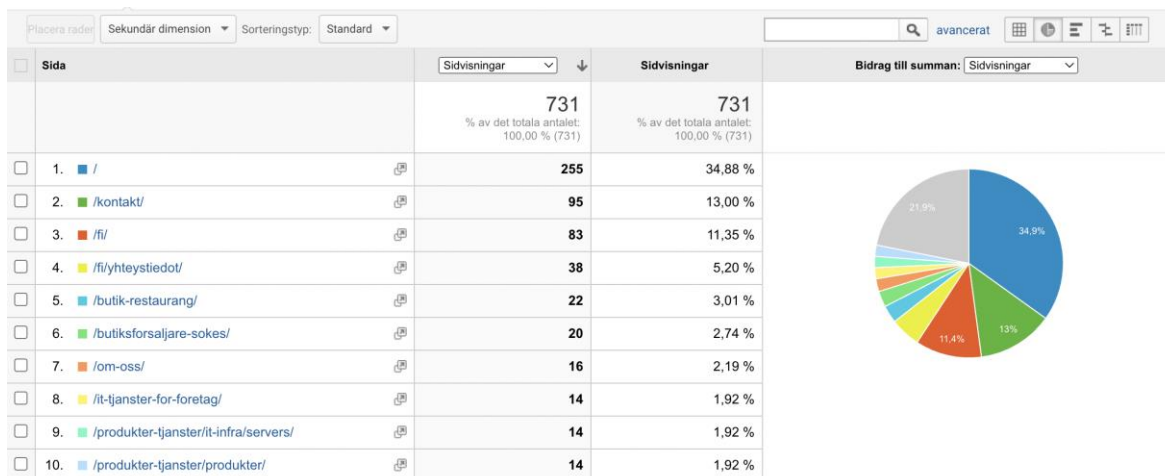 Placera rader Sekundär dimension Sorteringstyp: Standard avancerat
Sida Sidvisningar Sidvisningar Bidrag till summan: Sidvisningar
731 731
% av det totala antalet: % av det totala antalet:
100,00 % (731) 100,00 % (731)
1. / 255 34,88 %
2. /kontakt/ 95 13,00 %
3. /fi/ 83 11,35 %
4. /fi/yhteystiedot/ 38 5,20 %
5. /butik-restaurang/ 22 3,01 %
6. /butiksforsaljare-sokes/ 20 2,74 %
7. /om-oss/ 16 2,19 %
8. /it-tjanster-for-foretag/ 14 1,92 %
9. /produkter-tjanster/it-infra/servers/ 14 1,92 %
10. /produkter-tjanster/produkter/ 14 1,92 %
21,9%
34,9%
13%
11,4%